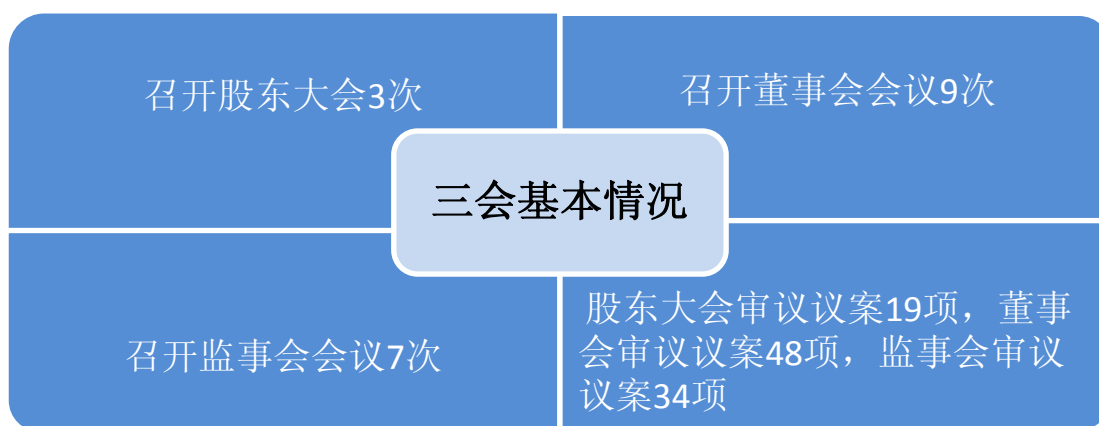 召开股东大会3次
召开董事会会议9次
三会基本情况
召开监事会会议7次
股东大会审议议案19项，董事
会审议议案48项，监事会审议
议案34项